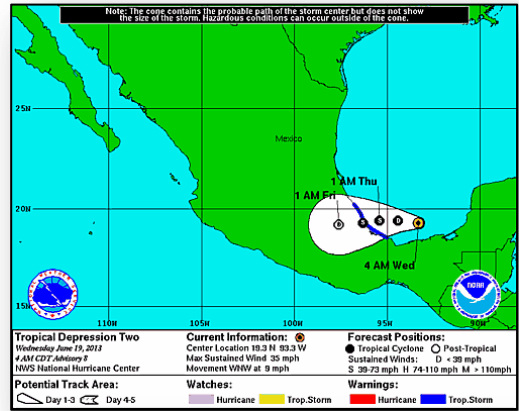 Note: The cone contains the probable path of the storm center but does not show
the size of the storm. Hazardous conditions can occur outside of the cone.
25N
Mexico
1 AM Thu
1 AM Fri
20N
D S S D
4 AM Wed
15N
noaa
110W 105W 100W 95W 90W
Tropical Depression Two
Wednesday June 19, 2013
4 AM CDT Advisory 8
NWS National Hurricane Center
Current Information:
Center Location 19.3 N 93.3 W
Max Sustained Wind 35 mph
Movement WNW at 9 mph
Forecast Positions:
Tropical Cyclone Post-Tropical
Sustained Winds: D < 39 mph
S 39-73 mph H 74-110 mph M > 110mph
Potential Track Area:
Day 1-3 Day 4-5
Watches:
Hurricane Trop.Storm
Warnings:
Hurricane Trop.Storm